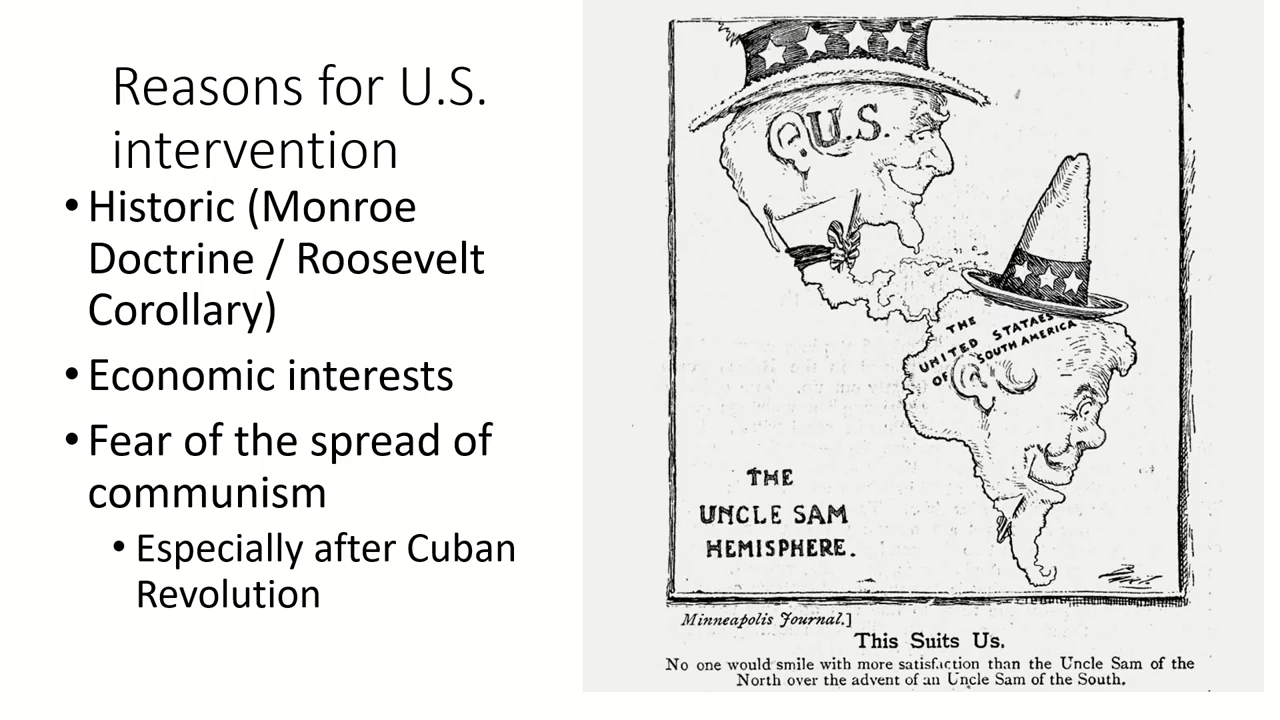 Reasons for U.S.
intervention
• Historic (Monroe
Doctrine / Roosevelt
Corollary)
• Economic interests
• Fear of the spread of
communism
• Especially after Cuban
Revolution
U.S.
THE
UNITED STATAES
OF SOUTH AMERICA
THE
UNCLE SAM
HEMISPHERE.
Minneapolis Journal.]
This Suits Us.
No one would smile with more satisfaction than the Uncle Sam of the
North over the advent of an Uncle Sam of the South.